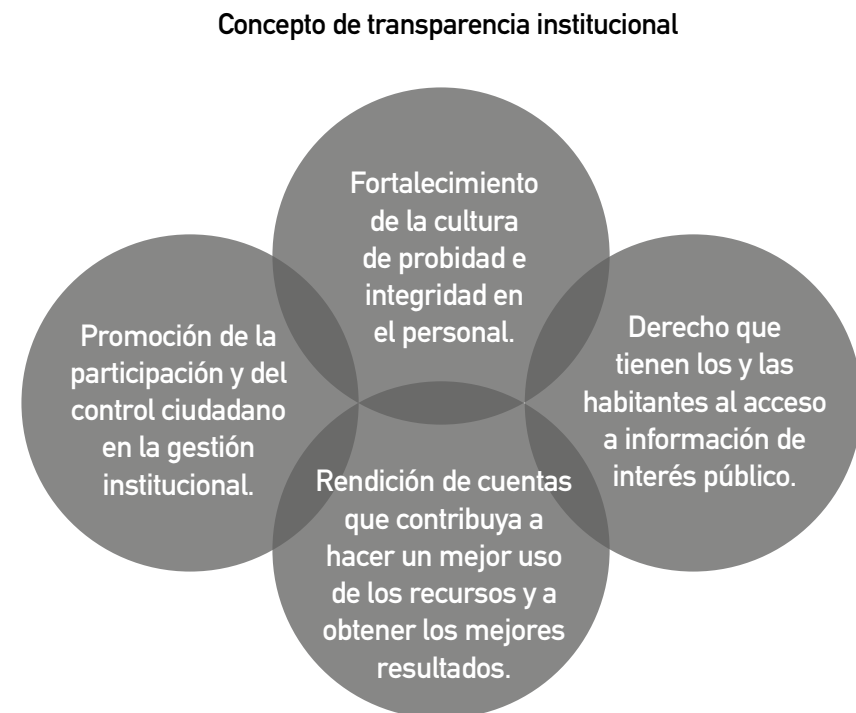 Concepto de transparencia institucional
Fortalecimiento
de la cultura
de probidad e
integridad en
el personal.
Promoción de la
participación y del
control ciudadano
en la gestión
institucional.
Derecho que
tienen los y las
habitantes al acceso
a información de
interés público.
Rendición de cuentas
que contribuya a
hacer un mejor uso
de los recursos y a
obtener los mejores
resultados.